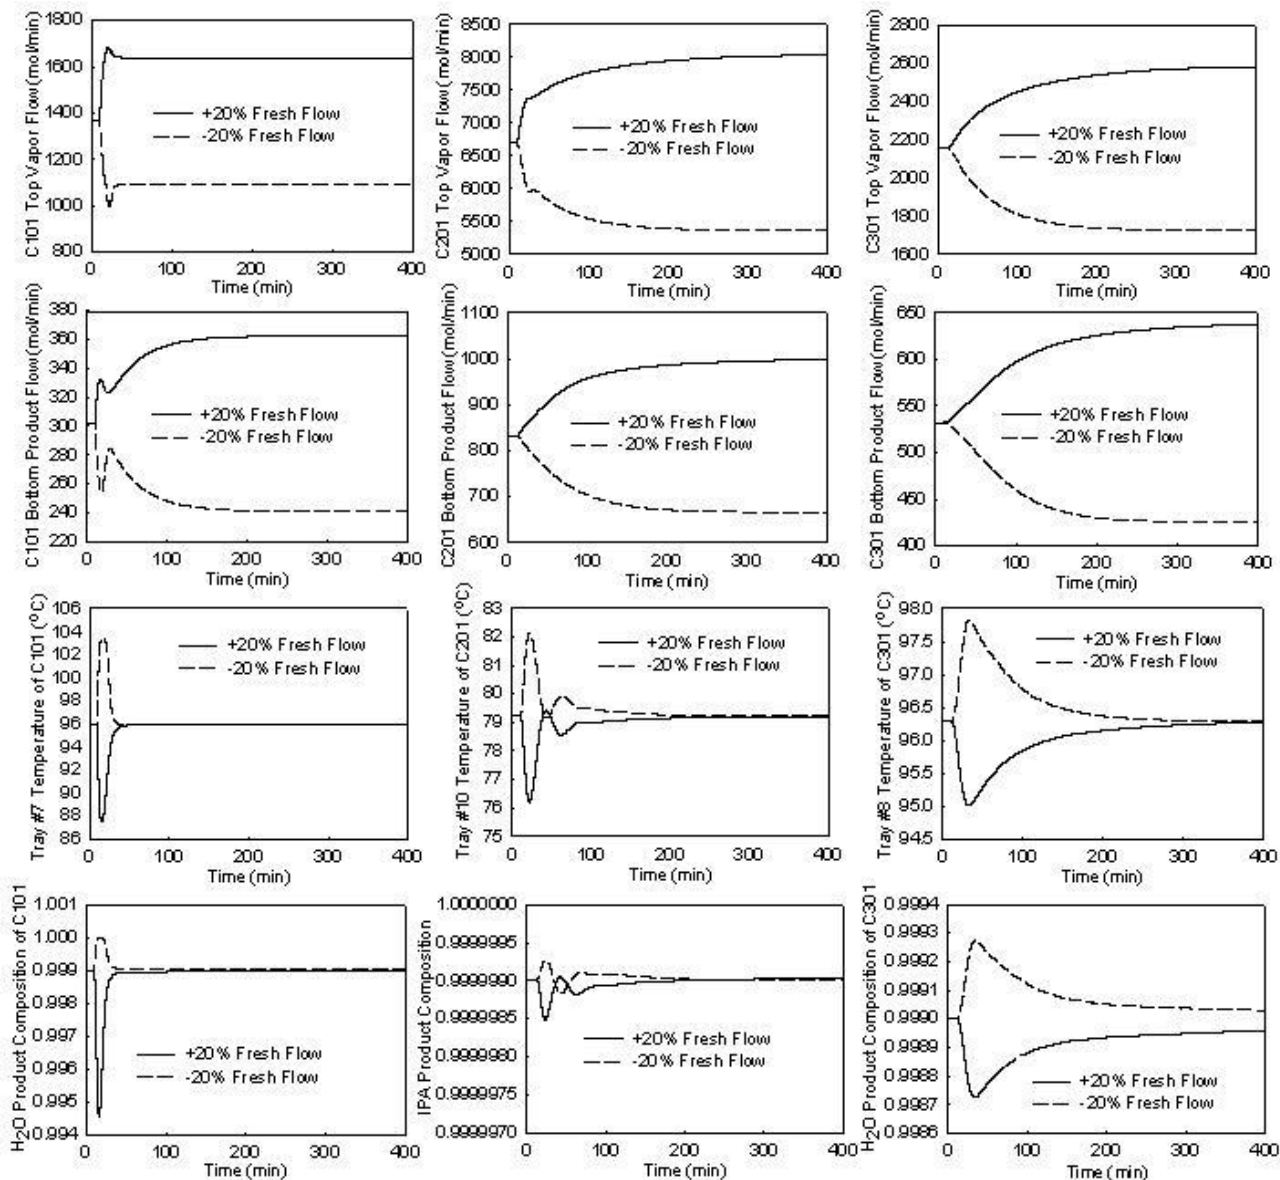 C101 Top Vapor Flow (mol/min)
1800
1600
1400
1200
1000
800
+20% Fresh Flow
-20% Fresh Flow
0 100 200 300 400
Time (min)
C201 Top Vapor Flow (mol/min)
8500
8000
7500
7000
6500
6000
5500
5000
+20% Fresh Flow
-20% Fresh Flow
0 100 200 300 400
Time (min)
C301 Top Vapor Flow (mol/min)
2800
2600
2400
2200
2000
1800
1600
+20% Fresh Flow
-20% Fresh Flow
0 100 200 300 400
Time (min)
C101 Bottom Product Flow (mol/min)
380
360
340
320
300
280
260
240
220
+20% Fresh Flow
-20% Fresh Flow
0 100 200 300 400
Time (min)
C201 Bottom Product Flow (mol/min)
1100
1000
900
800
700
600
+20% Fresh Flow
-20% Fresh Flow
0 100 200 300 400
Time (min)
C301 Bottom Product Flow (mol/min)
650
600
550
500
450
400
+20% Fresh Flow
-20% Fresh Flow
0 100 200 300 400
Time (min)
Tray #7 Temperature of C101 (°C)
106
104
102
100
98
96
94
92
90
88
86
+20% Fresh Flow
-20% Fresh Flow
0 100 200 300 400
Time (min)
Tray #10 Temperature of C201 (°C)
83
82
81
80
79
78
77
76
75
+20% Fresh Flow
-20% Fresh Flow
0 100 200 300 400
Time (min)
Tray #8 Temperature of C301 (°C)
98.0
97.5
97.0
96.5
96.0
95.5
95.0
94.5
+20% Fresh Flow
-20% Fresh Flow
0 100 200 300 400
Time (min)
H2O Product Composition of C101
1.001
1.000
0.999
0.998
0.997
0.996
0.995
0.994
+20% Fresh Flow
-20% Fresh Flow
0 100 200 300 400
Time (min)
IPA Product Composition
1.0000000
0.9999995
0.9999990
0.9999985
0.9999980
0.9999975
0.9999970
+20% Fresh Flow
-20% Fresh Flow
0 100 200 300 400
Time (min)
H2O Product Composition of C301
0.9994
0.9993
0.9992
0.9991
0.9990
0.9989
0.9988
0.9987
0.9986
+20% Fresh Flow
-20% Fresh Flow
0 100 200 300 400
Time (min)